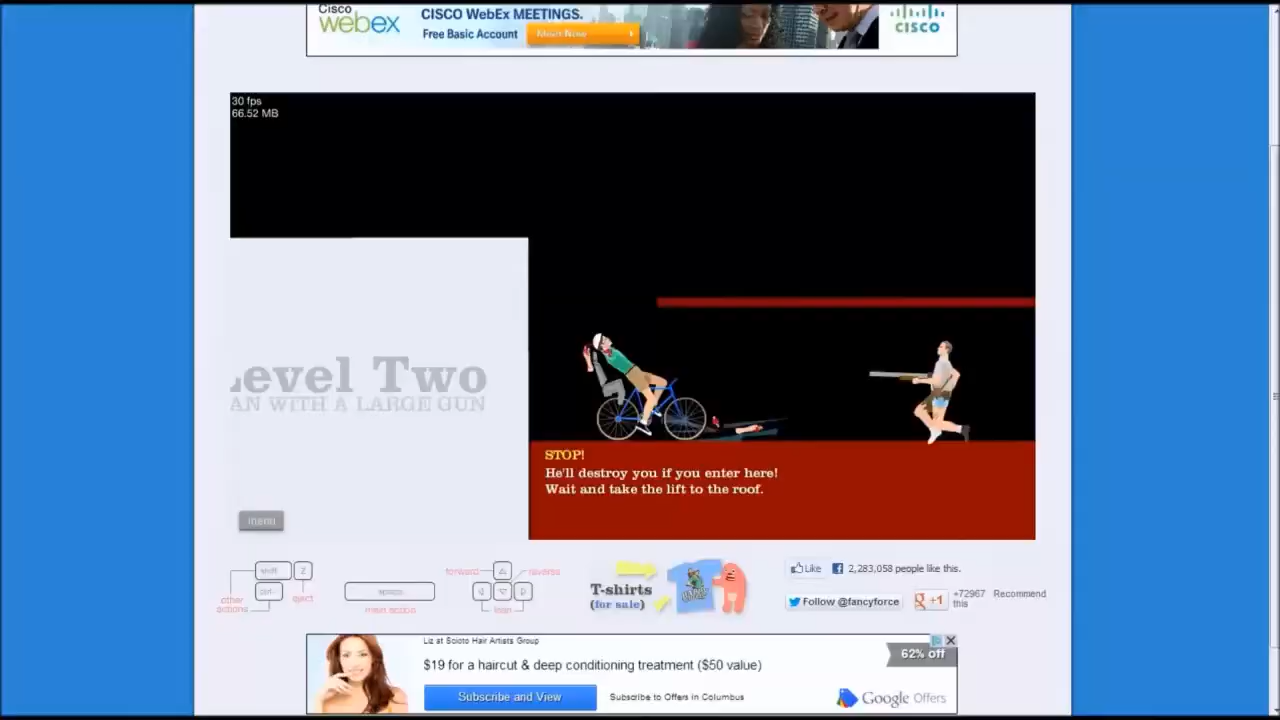 Cisco
webex
CISCO WebEx MEETINGS.
Free Basic Account
Meet Now
CISCO
30 fps
66.52 MB
evel Two
AN WITH A LARGE GUN
STOP!
He'll destroy you if you enter here!
Wait and take the lift to the roof.
menu
shift
Z
ctrl
other
actions
eject
space
main action
forward
reverse
lean
T-shirts
(for sale)
Like
2,283,058 people like this.
Follow @fancyforce
+1
+72967 Recommend
this
Liz at Scioto Hair Artists Group
$19 for a haircut & deep conditioning treatment ($50 value)
62% off
Subscribe and View
Subscribe to Offers in Columbus
Google Offers